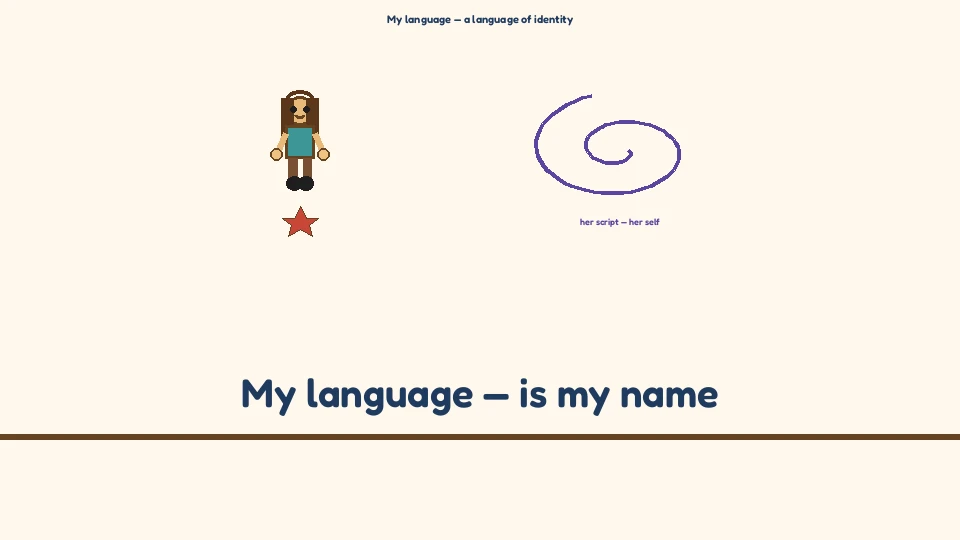 My language – a language of identity
her script – her self
My language – is my name